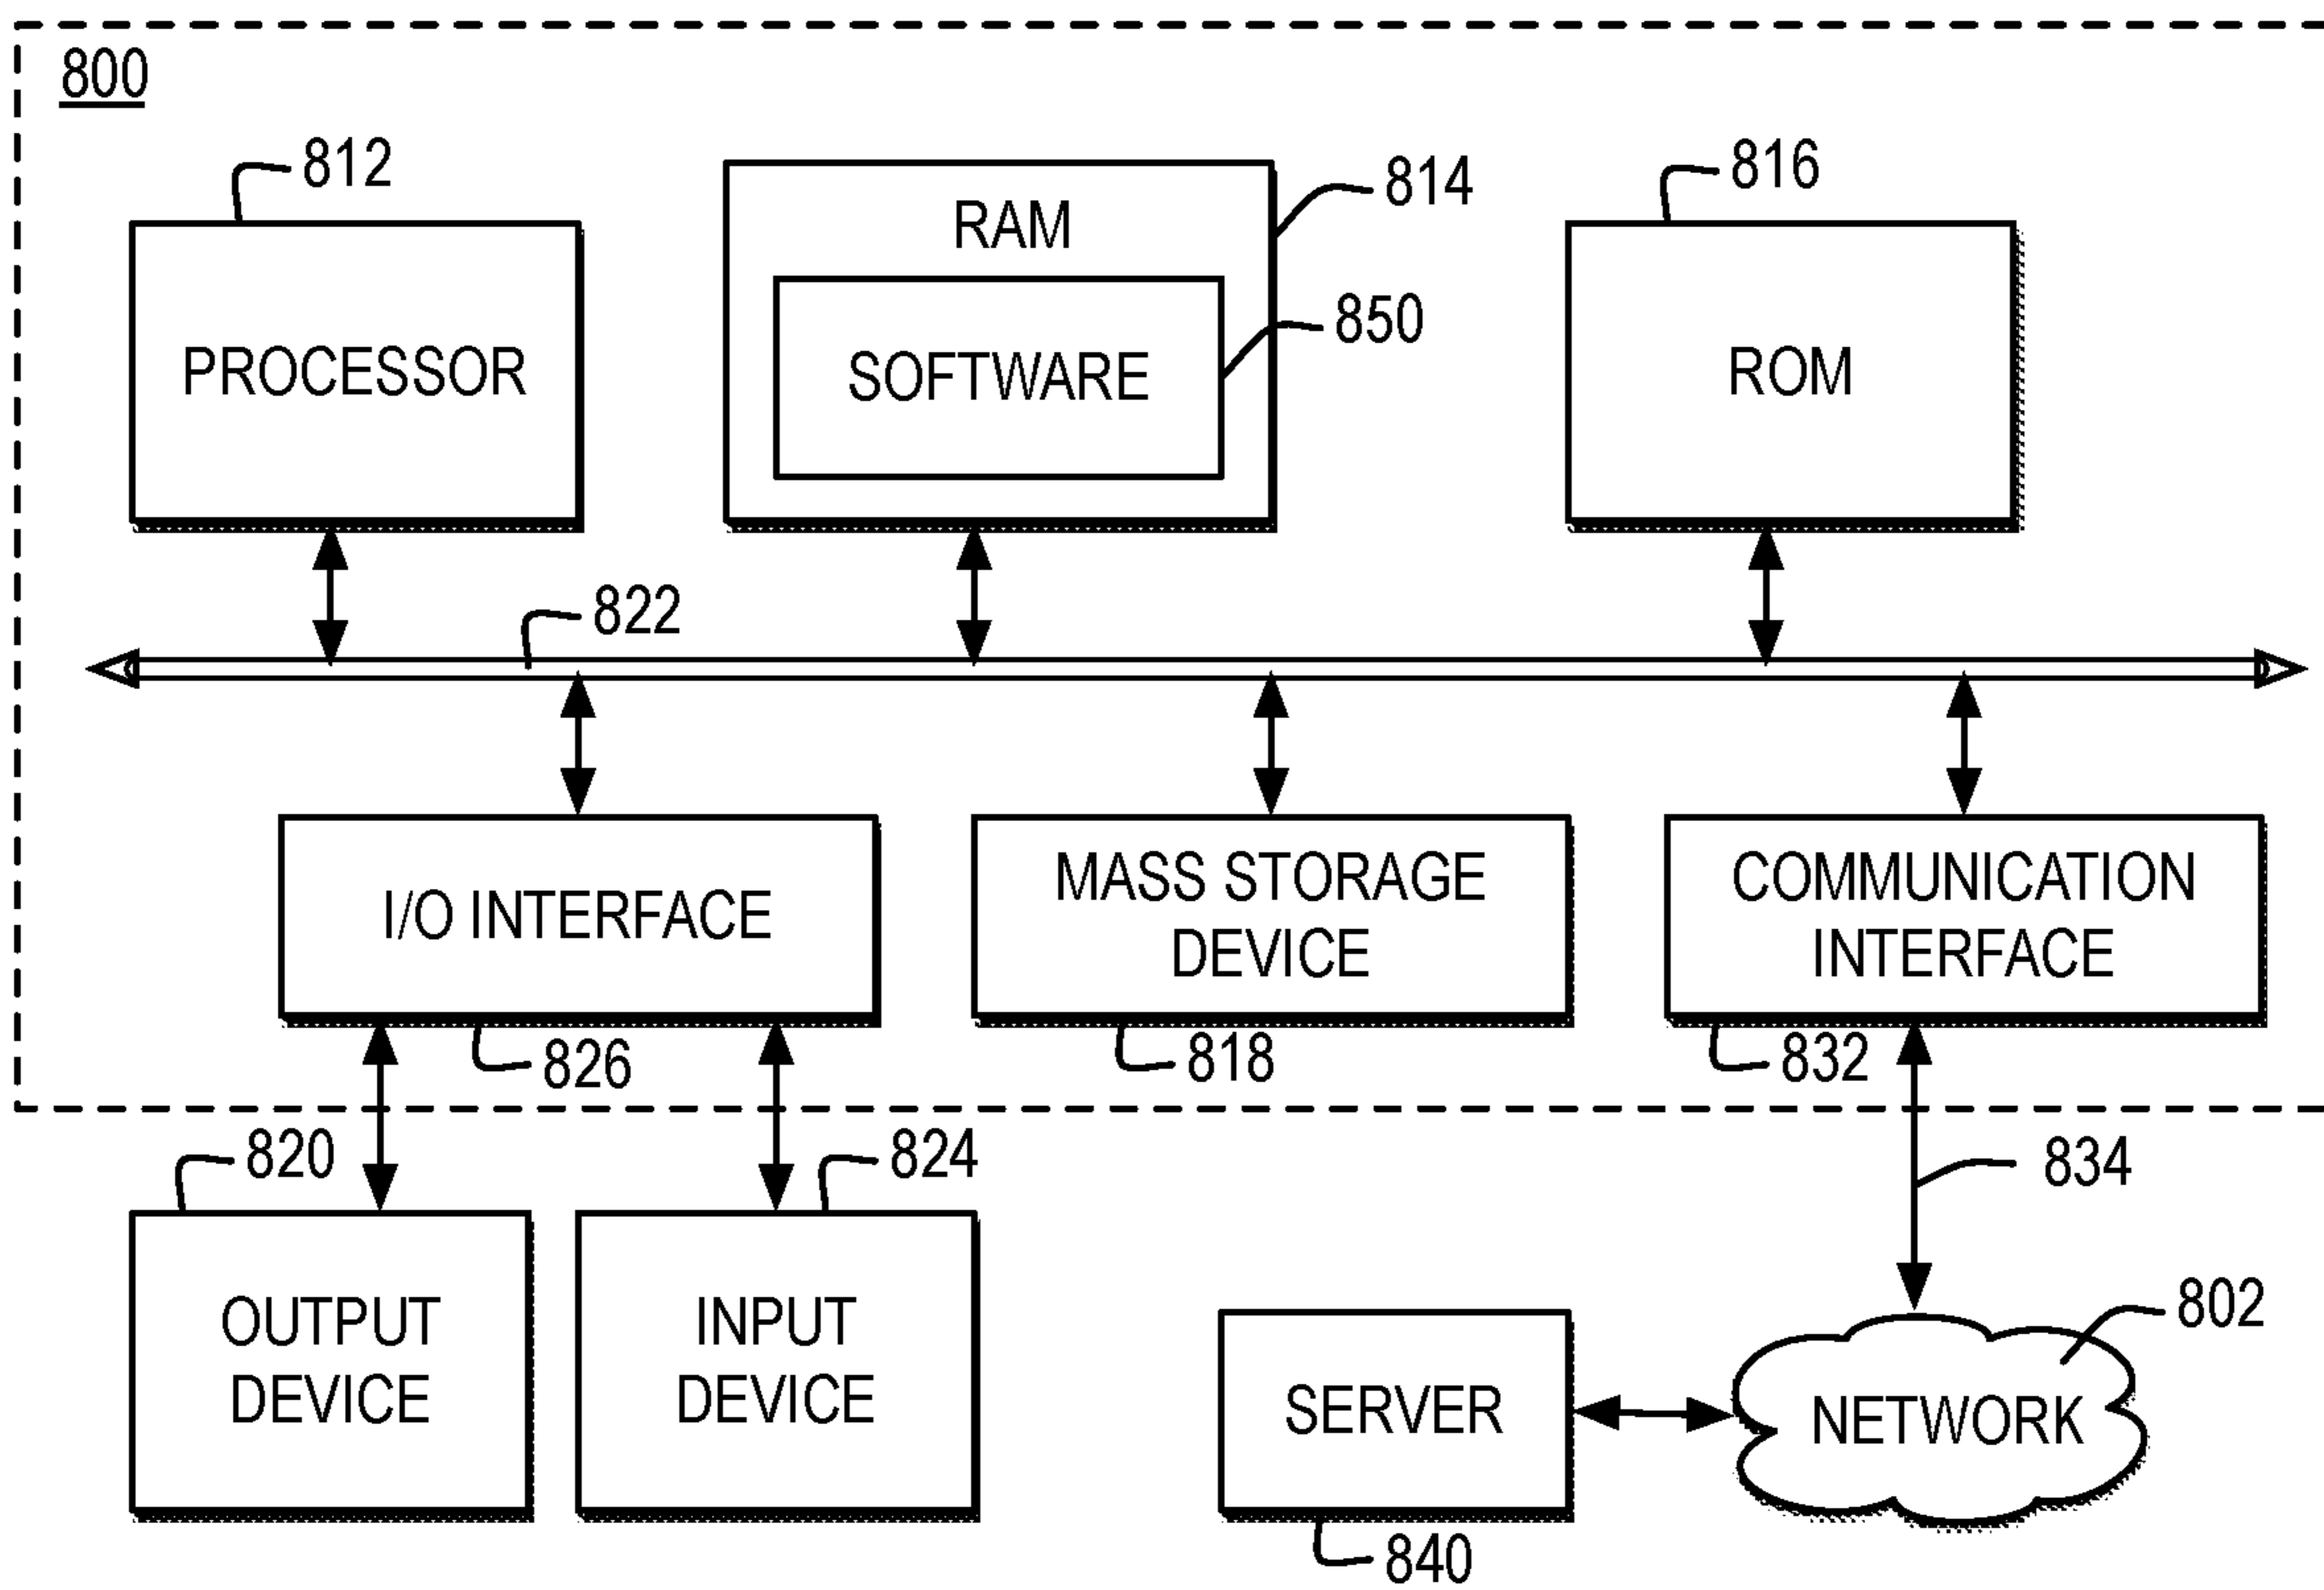 800
812
814
816
RAM
850
PROCESSOR
SOFTWARE
ROM
822
I/O INTERFACE
MASS STORAGE
DEVICE
COMMUNICATION
INTERFACE
826
818
832
820
824
834
OUTPUT
DEVICE
INPUT
DEVICE
802
SERVER
NETWORK
840